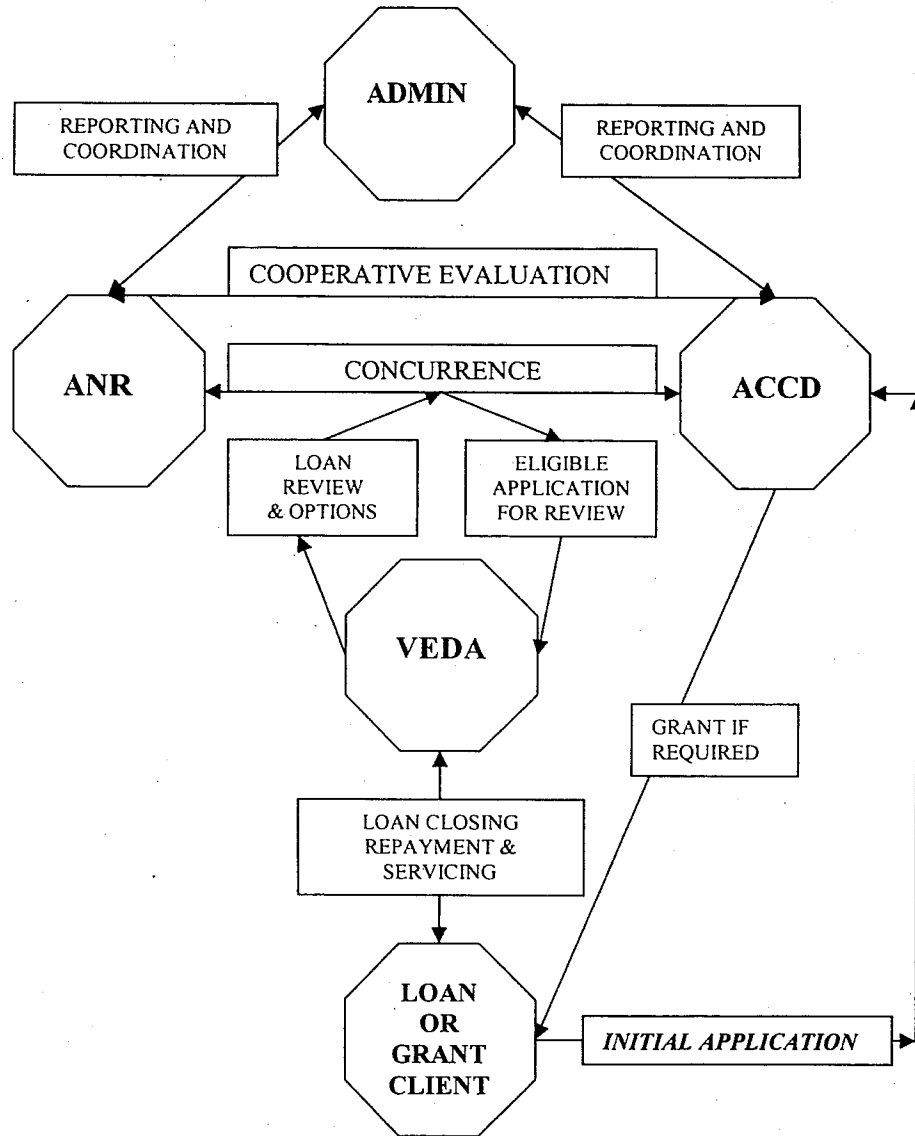 ADMIN
REPORTING AND
COORDINATION
REPORTING AND
COORDINATION
COOPERATIVE EVALUATION
ANR
CONCURRENCE
ACCD
LOAN
REVIEW
& OPTIONS
ELIGIBLE
APPLICATION
FOR REVIEW
VEDA
GRANT IF
REQUIRED
LOAN CLOSING
REPAYMENT &
SERVICING
LOAN
OR
GRANT
CLIENT
INITIAL APPLICATION